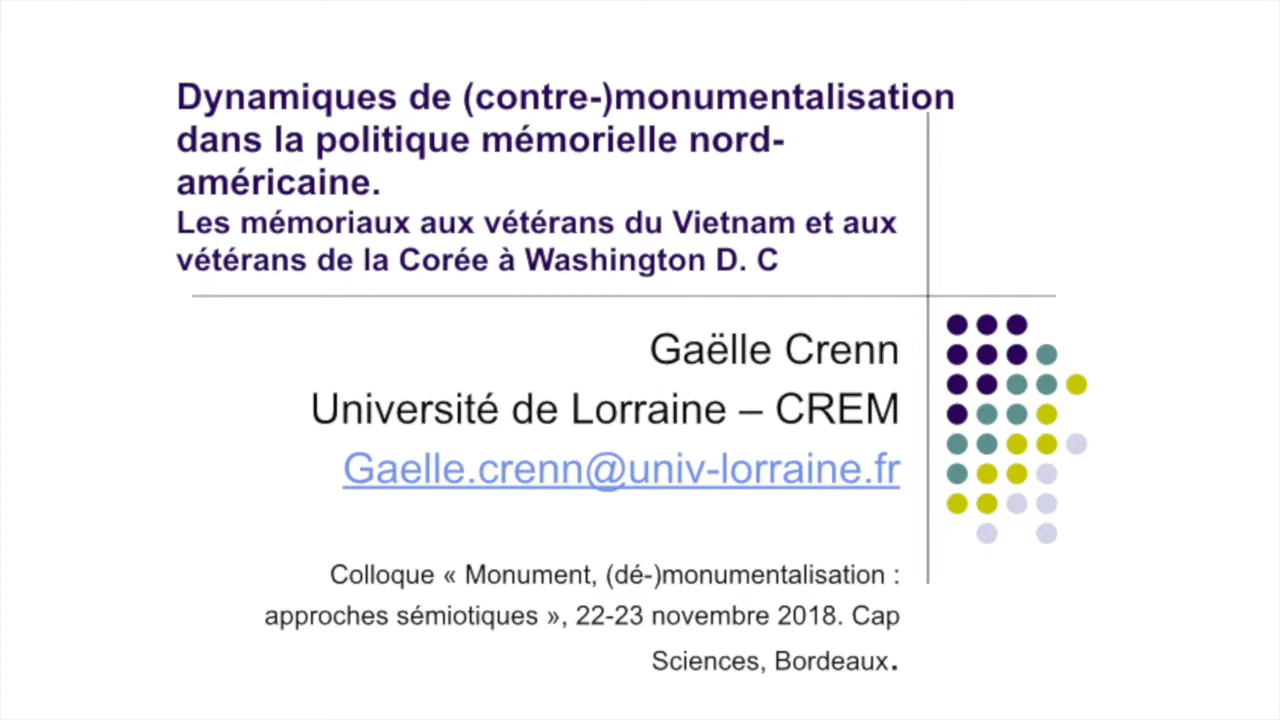 Dynamiques de (contre-)monumentalisation
dans la politique mémorielle nord-
américaine.
Les mémoriaux aux vétérans du Vietnam et aux
vétérans de la Corée à Washington D. C
Gaëlle Crenn
Université de Lorraine – CREM
Gaelle.crenn@univ-lorraine.fr
Colloque « Monument, (dé-)monumentalisation :
approches sémiotiques », 22-23 novembre 2018. Cap
Sciences, Bordeaux.